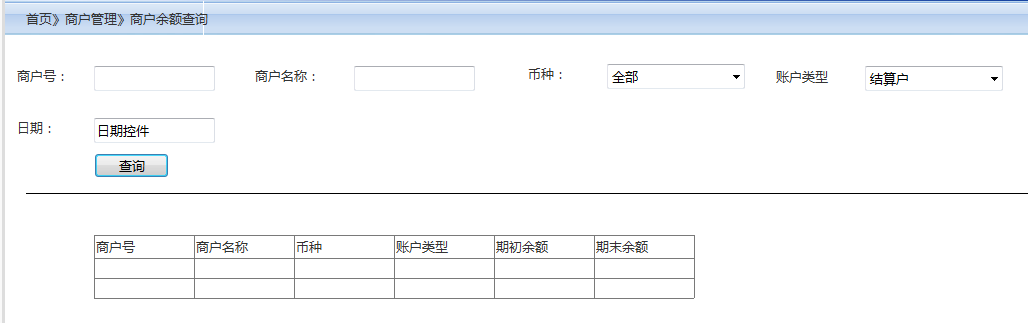 首页》商户管理》商户余额查询
商户号： 商户名称： 币种： 全部 账户类型 结算户
日期： 日期控件
查询
商户号 商户名称 币种 账户类型 期初余额 期末余额